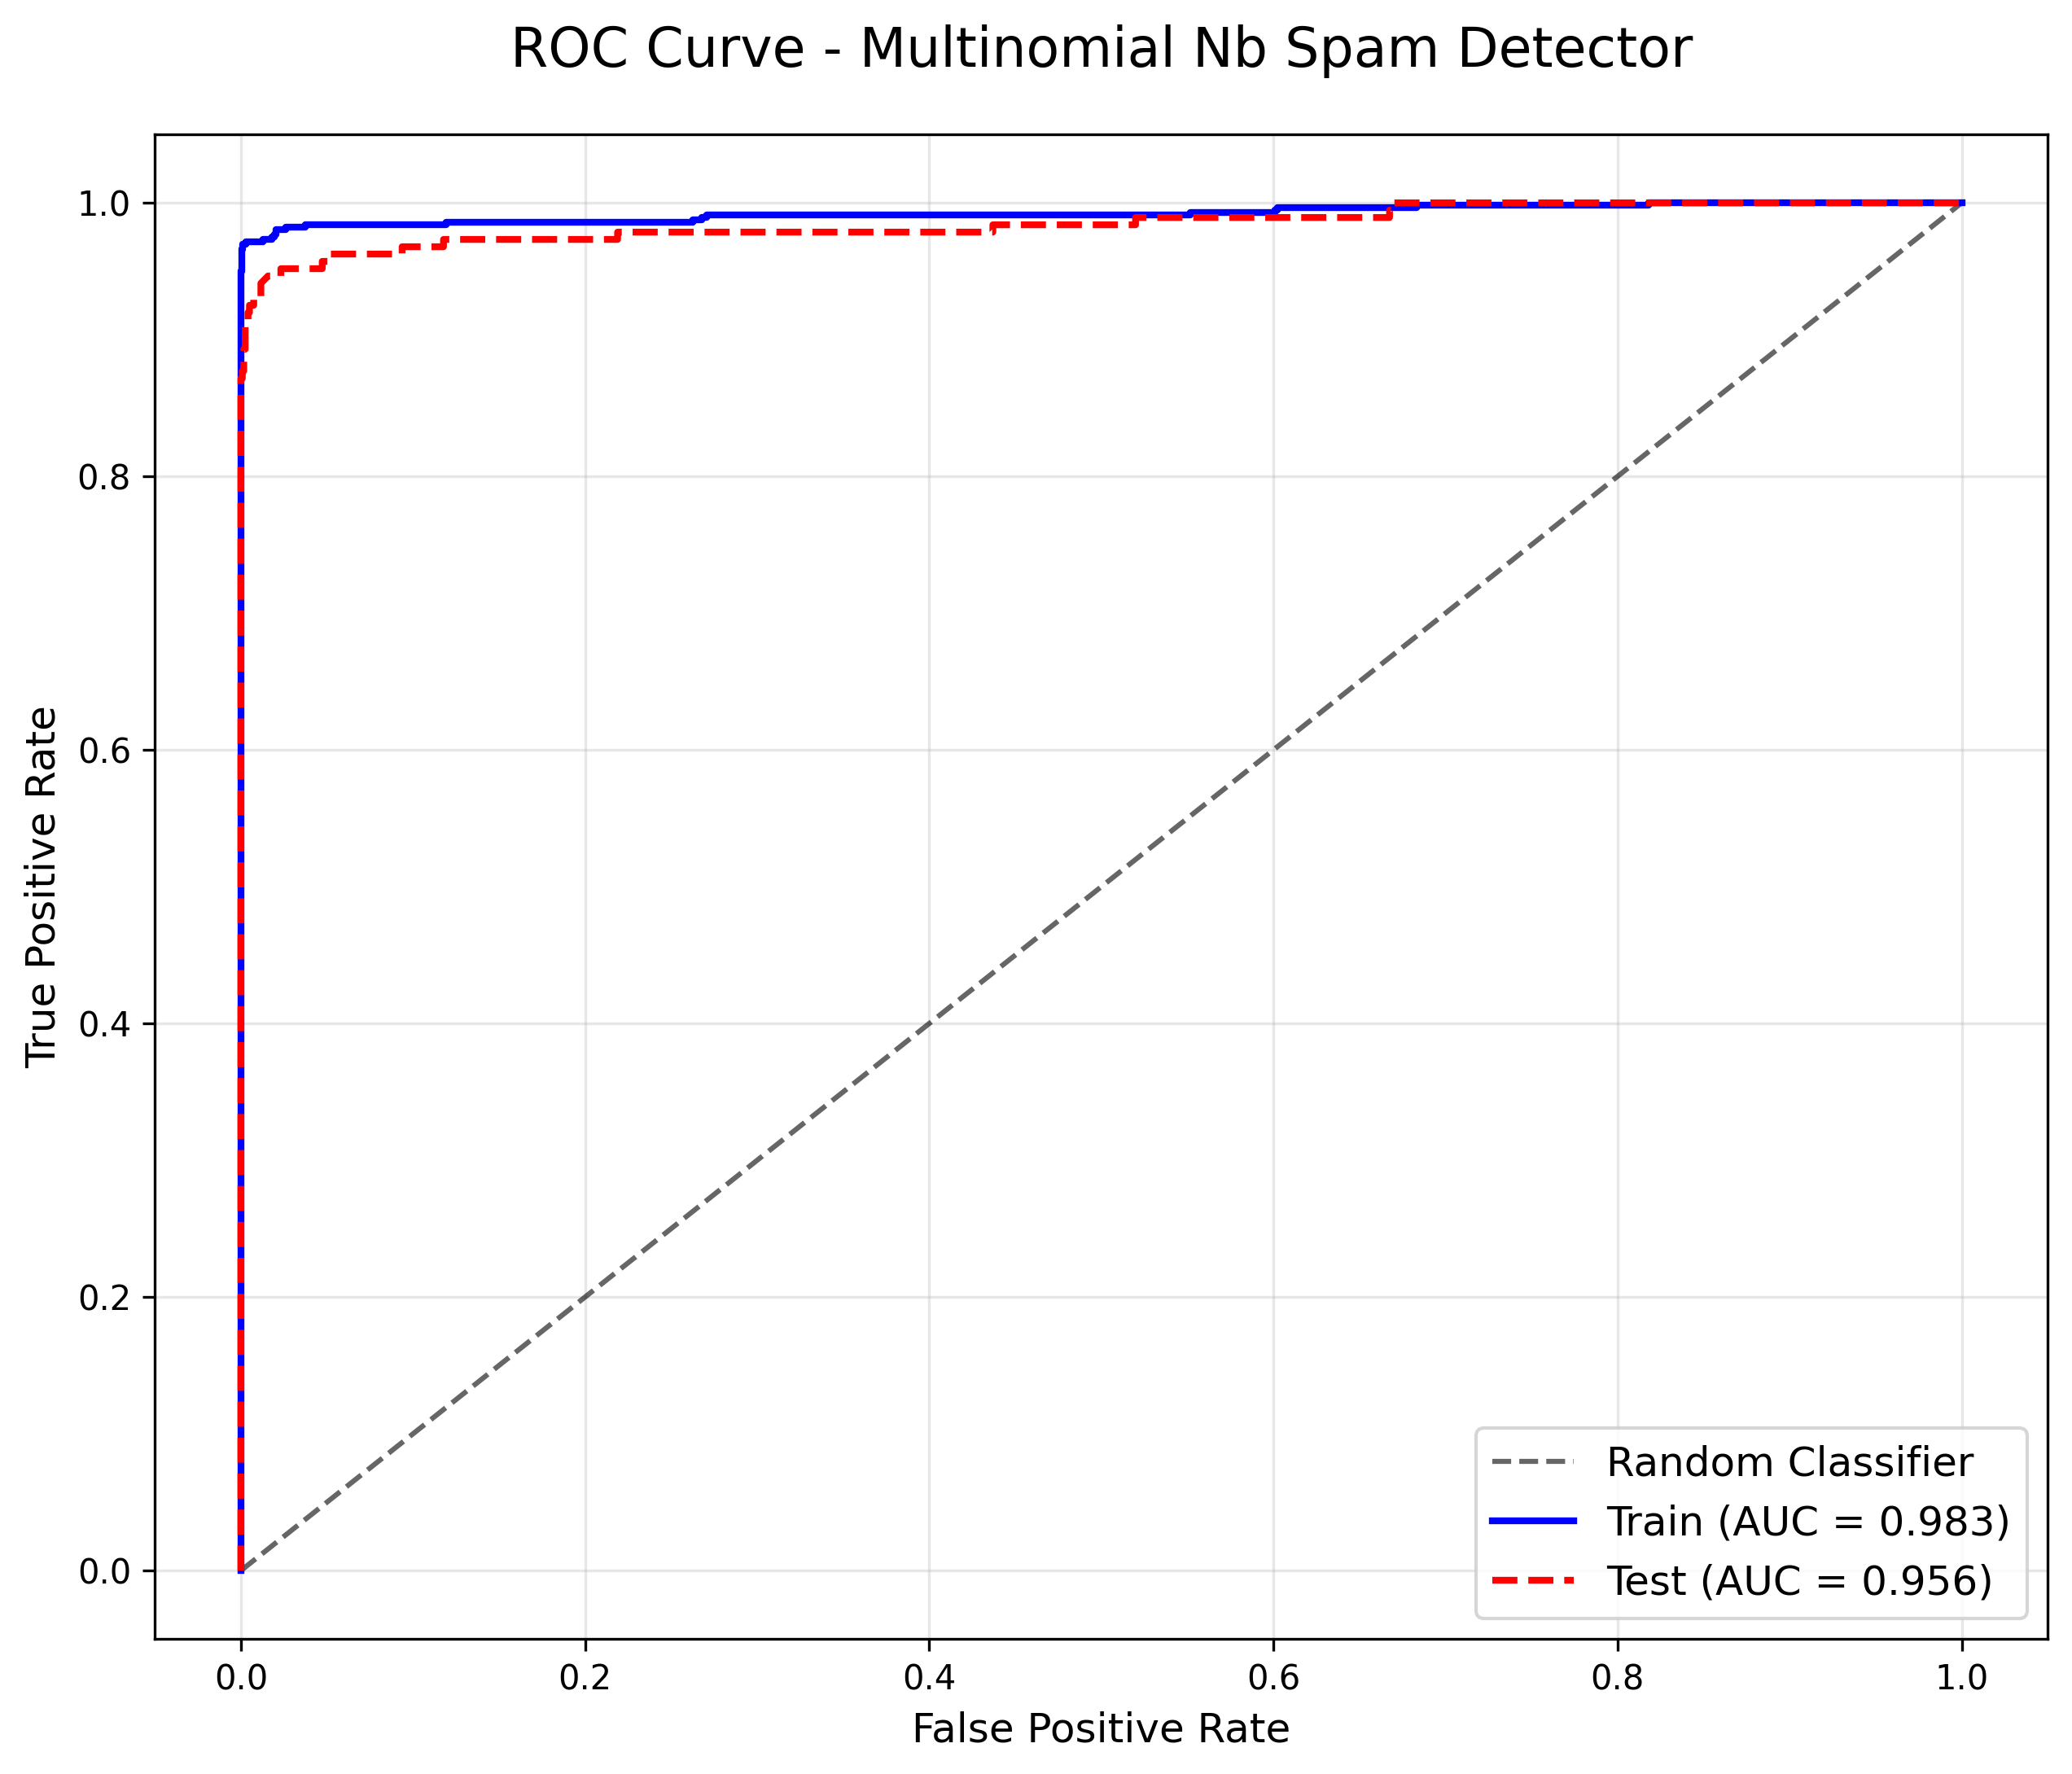 ROC Curve - Multinomial Nb Spam Detector
True Positive Rate
1.0
0.8
0.6
0.4
0.2
0.0
0.0 0.2 0.4 0.6 0.8 1.0
False Positive Rate
Random Classifier
Train (AUC = 0.983)
Test (AUC = 0.956)